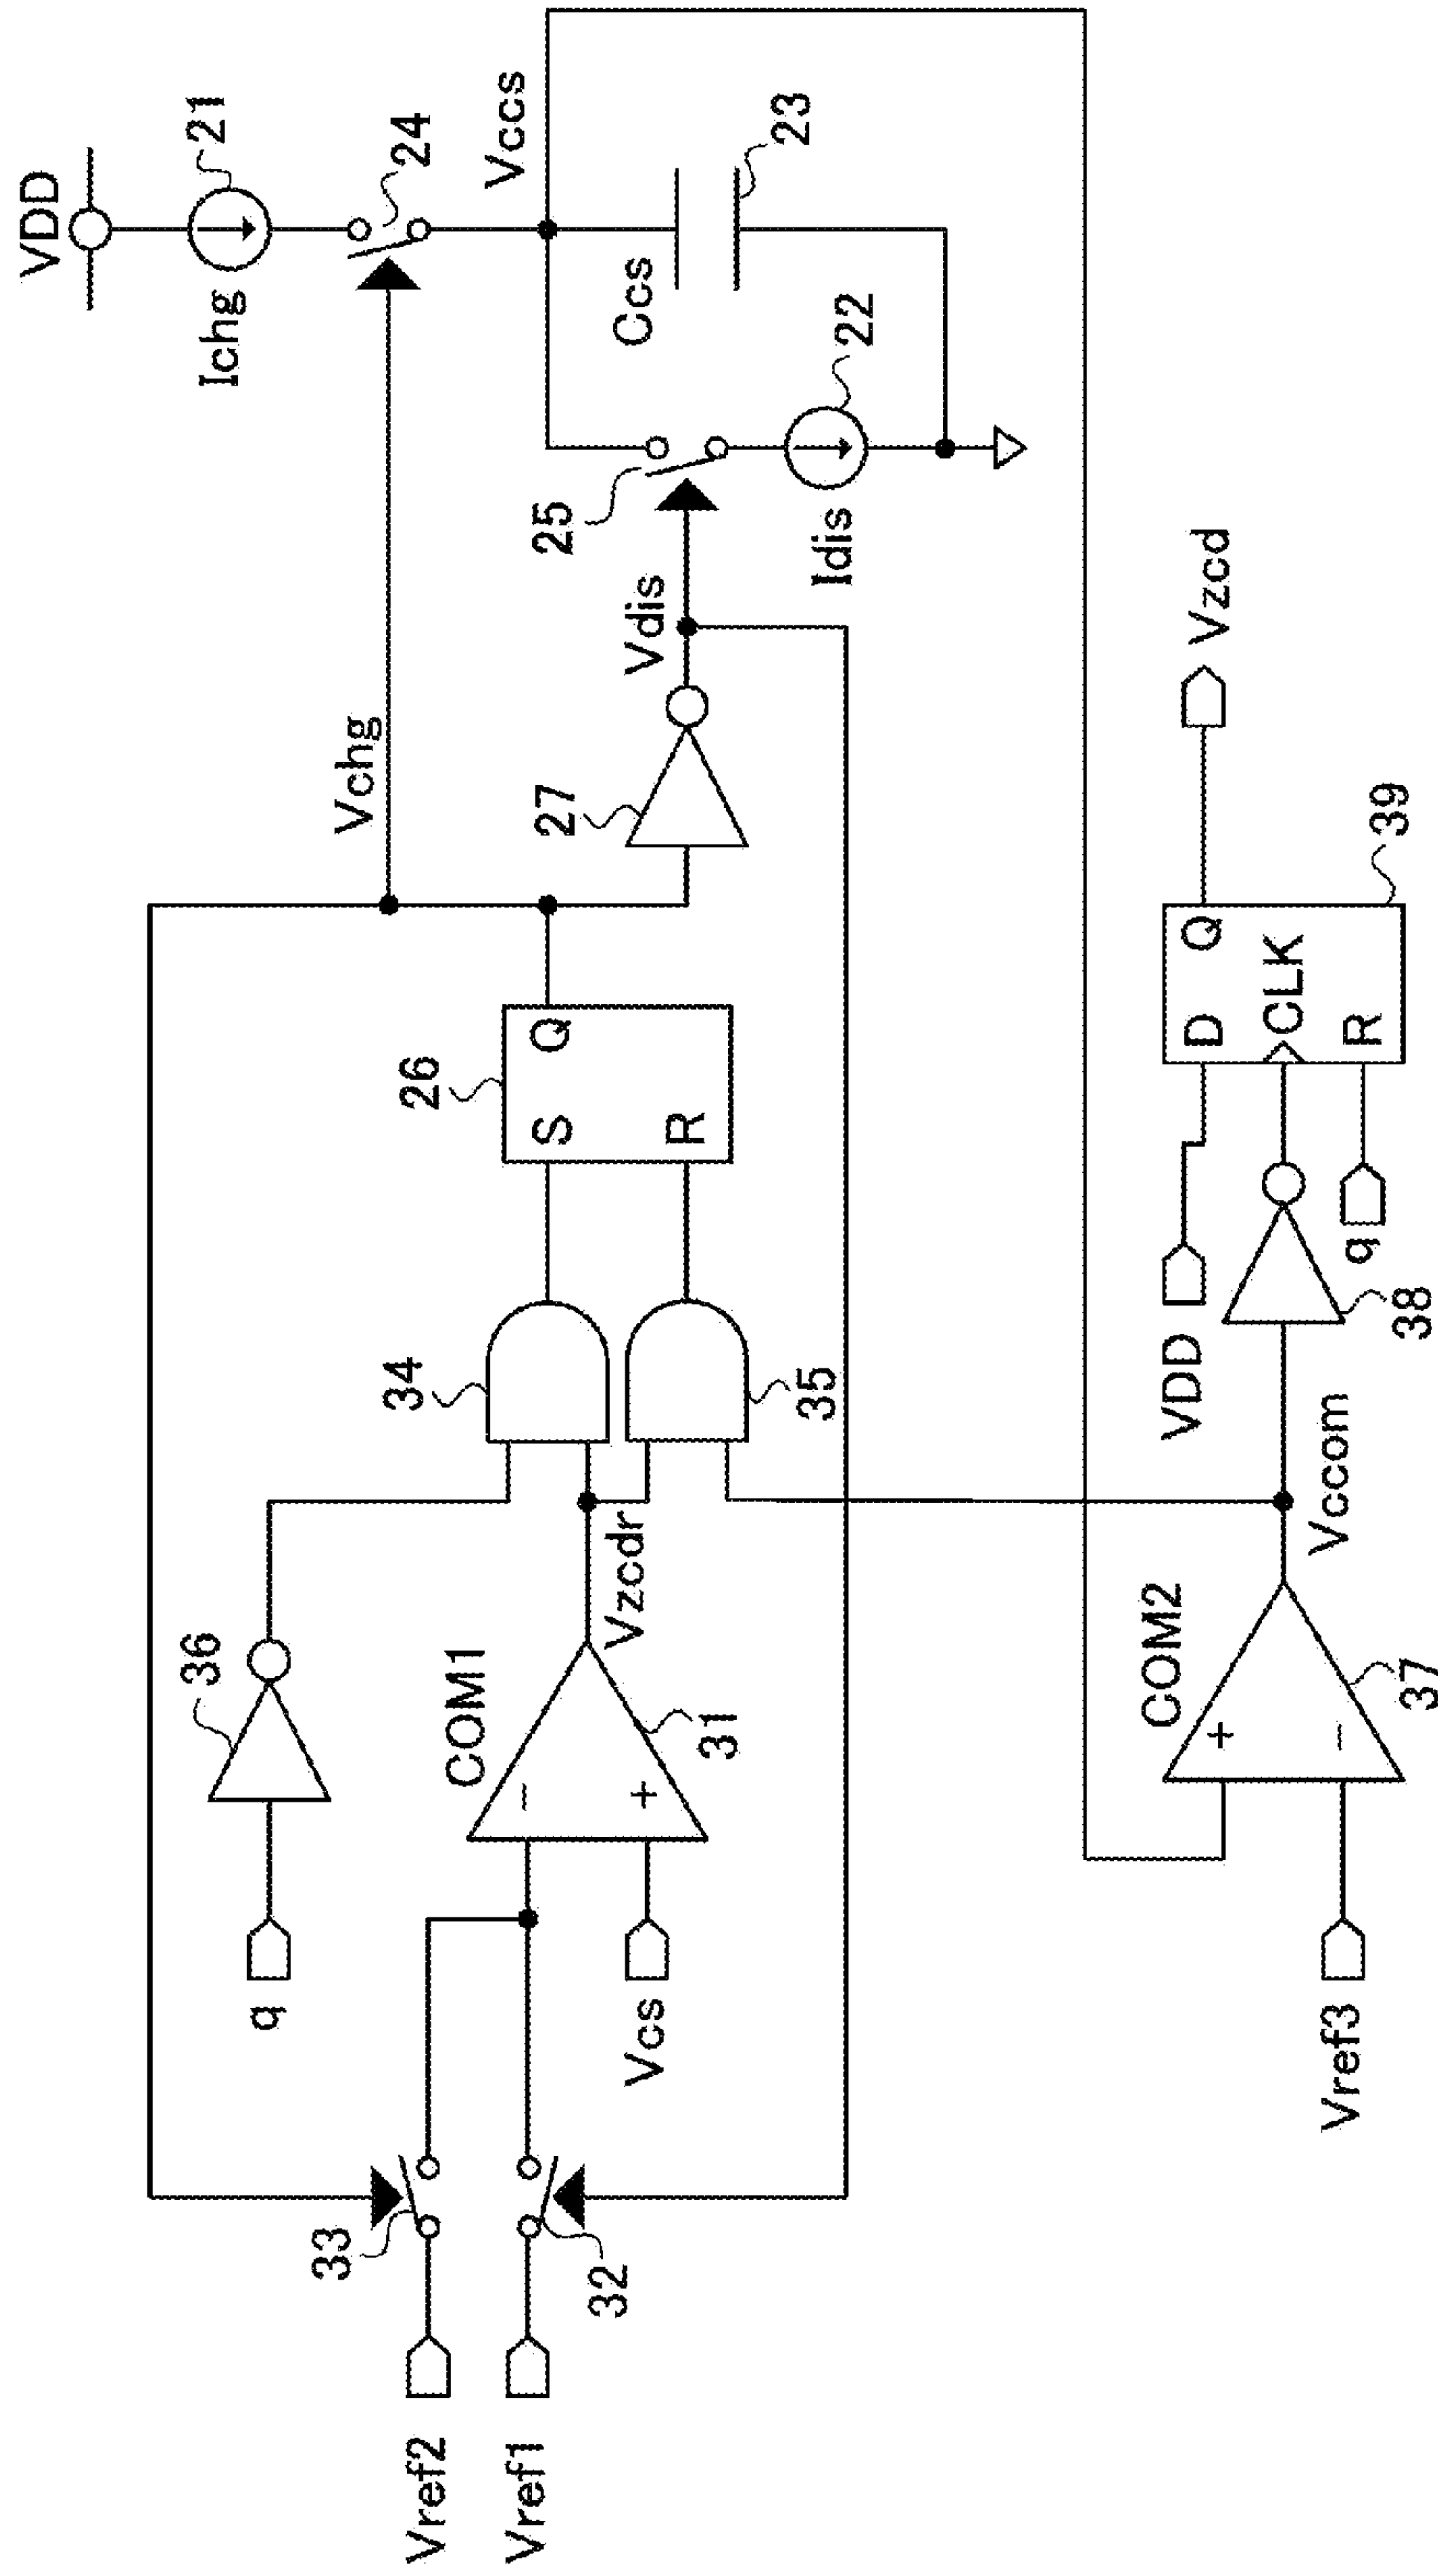 VDD
21
Ichg
24
Vccs
Vchg
Ccs
23
25
Vdis
Idis
22
27
26
S
Q
R
34
35
36
q
COM1
−
+
31
Vzcdr
Vcs
33
32
Vref2
Vref1
Vzcd
39
D
Q
CLK
R
VDD
q
38
Vccom
COM2
+
−
37
Vref3